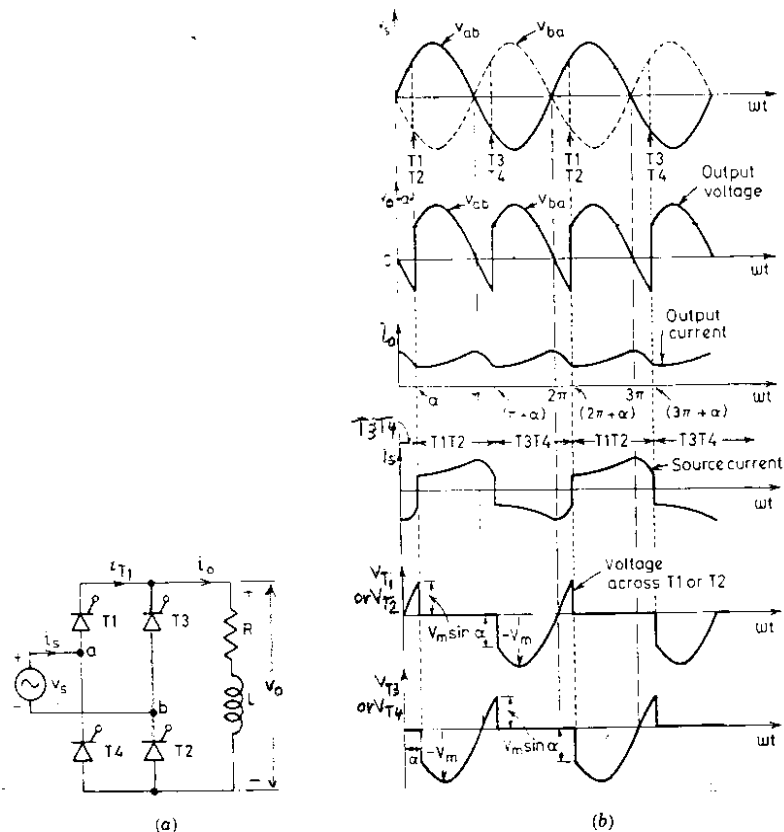 v_ab
v_ba
ωt
T1
T2
T3
T4
T1
T2
T3
T4
Output
voltage
v_ab
v_ba
ωt
Output
current
i_o
α
π
(π+α)
2π
(2π+α)
3π
(3π+α)
ωt
T3T4
T1T2
T3T4
T1T2
T3T4
i_s
Source current
ωt
V_T1
or V_T2
Voltage
across T1 or T2
V_m sin α
-V_m
ωt
V_T3
or V_T4
α
-V_m
V_m sin α
ωt
i_T1
i_o
+
T1
T3
R
i_s
a
+
v_s
-
b
L
v_o
T4
T2
-
(a)
(b)